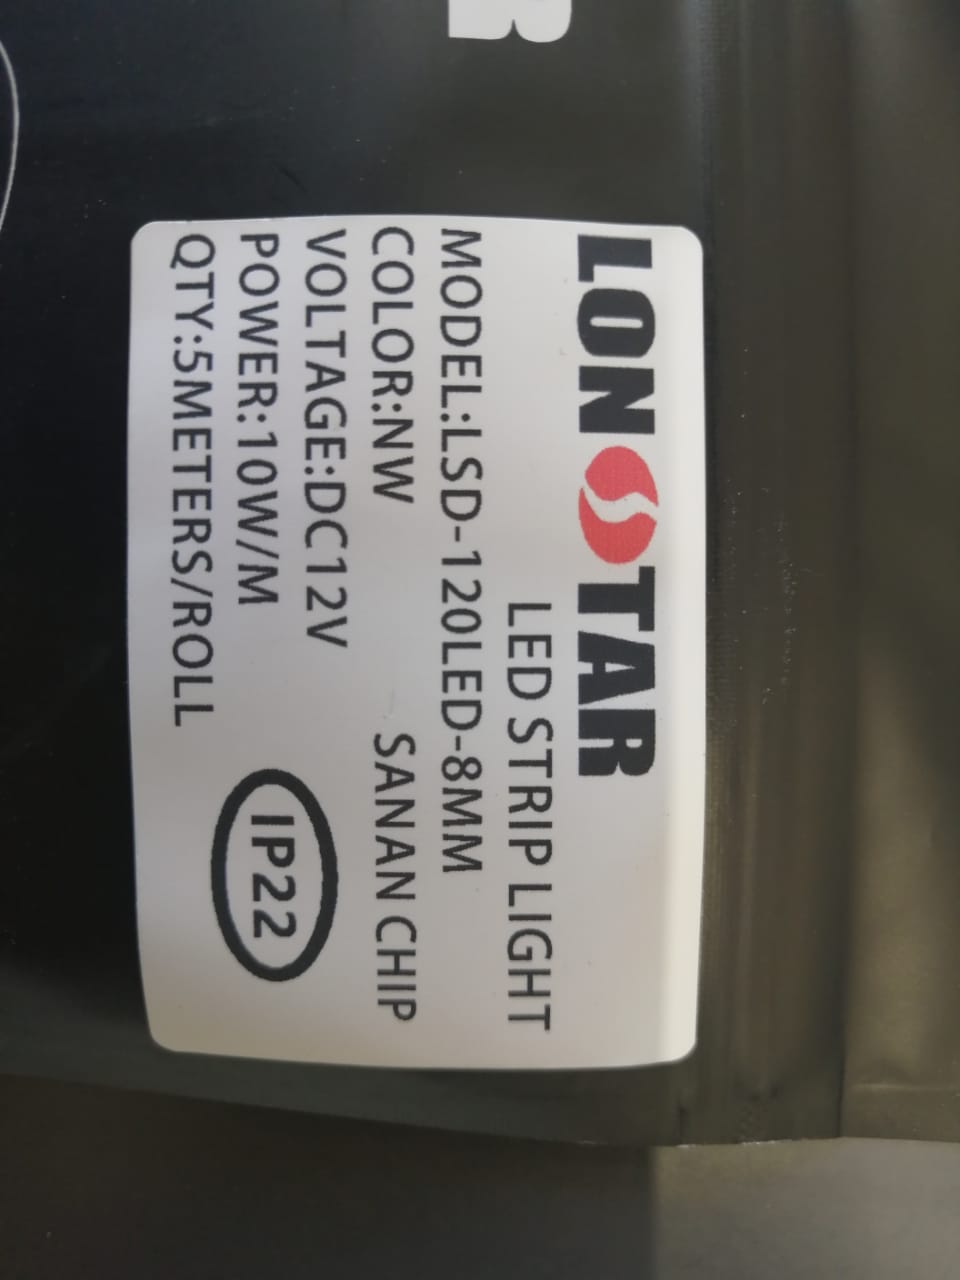 LONSTAR
LED STRIP LIGHT
MODEL:LSD-120LED-8MM
COLOR:NW SANAN CHIP
VOLTAGE:DC12V
POWER:10W/M
QTY:5METERS/ROLL
IP22